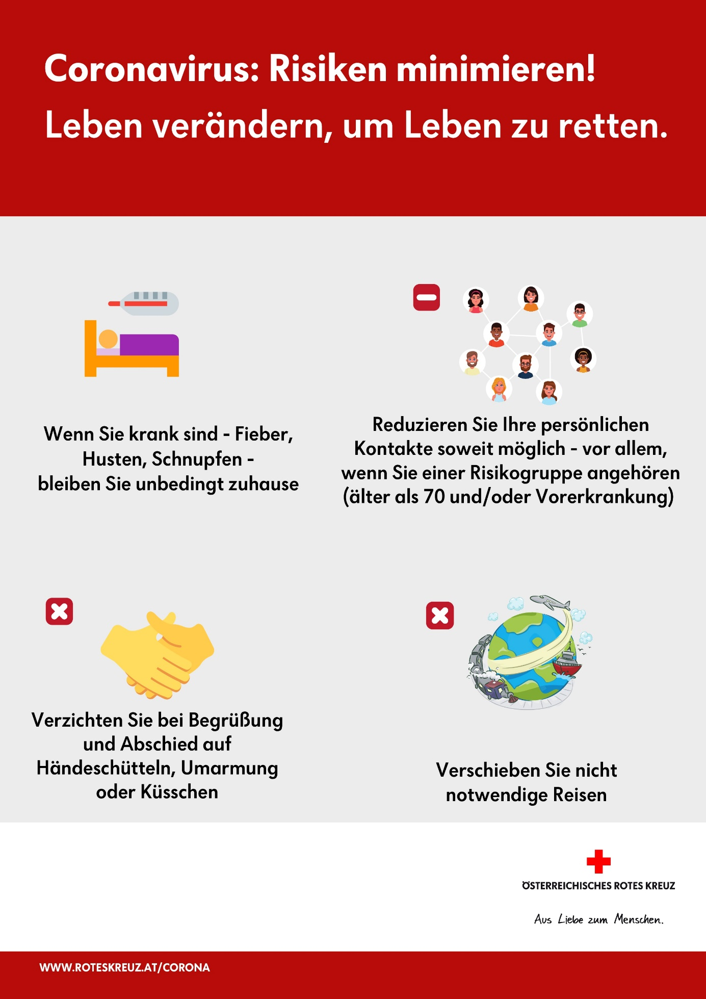 Coronavirus: Risiken minimieren!
Leben verändern, um Leben zu retten.
Wenn Sie krank sind - Fieber,
Husten, Schnupfen -
bleiben Sie unbedingt zuhause
Reduzieren Sie Ihre persönlichen
Kontakte soweit möglich - vor allem,
wenn Sie einer Risikogruppe angehören
(älter als 70 und/oder Vorerkrankung)
Verzichten Sie bei Begrüßung
und Abschied auf
Händeschütteln, Umarmung
oder Küsschen
Verschieben Sie nicht
notwendige Reisen
ÖSTERREICHISCHES ROTES KREUZ
Aus Liebe zum Menschen.
WWW.ROTESKREUZ.AT/CORONA